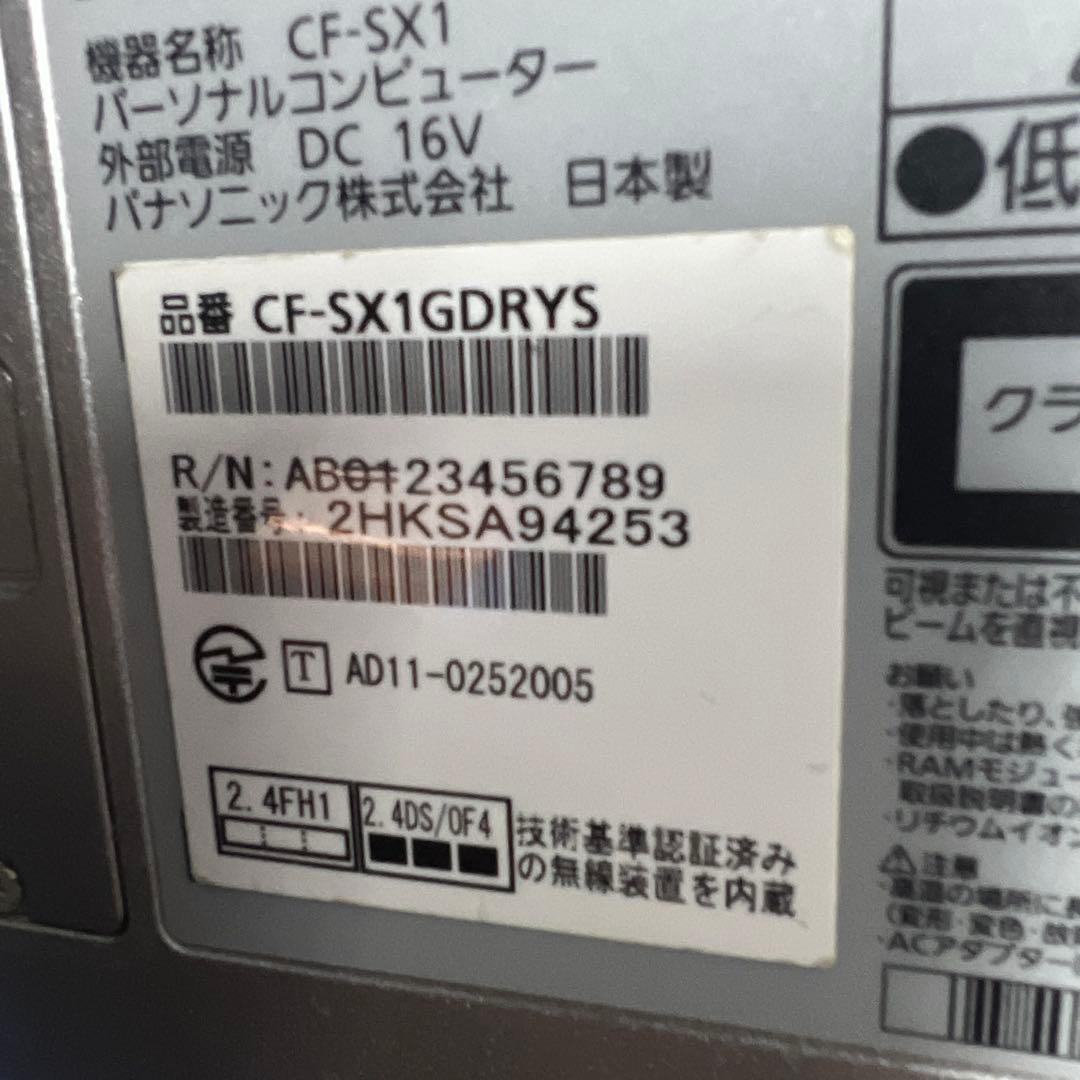 機器名称 CF-SX1
パーソナルコンピューター
外部電源 DC 16V
パナソニック株式会社 日本製
品番 CF-SX1GDRYS
R/N: AB0123456789
製造番号: 2HKSA94253
T AD11-0252005
2.4FH1
2.4DS/OF4
技術基準認証済み
の無線装置を内蔵
●低
クラ
可視または不
ビームを直視
お願い
・落としたり、強
・使用中は熱く
・RAMモジュー
取扱説明書の
・リチウムイオン
⚠注意
・高温の場所に長
(変形・変色・故障
・ACアダプター